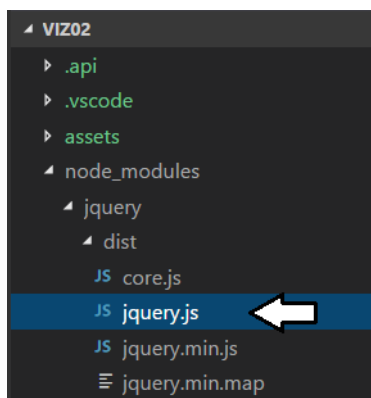 VIZ02
.api
.vscode
assets
node_modules
jquery
dist
JS core.js
JS jquery.js
JS jquery.min.js
jquery.min.map